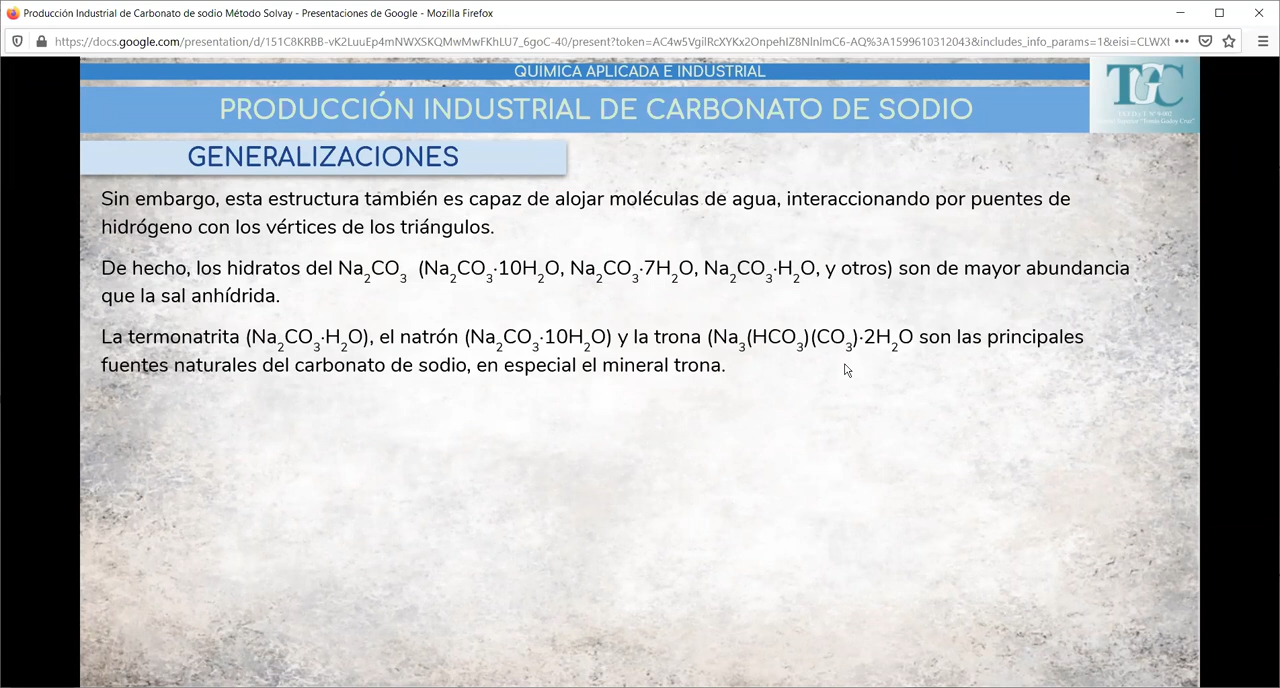 Producción Industrial de Carbonato de sodio Método Solvay - Presentaciones de Google - Mozilla Firefox
https://docs.google.com/presentation/d/151C8KRBB-vK2LuuEp4mNWXSKQMwMwFKhLU7_6goC-40/present?token=AC4w5VgilRcXYKx2OnpehIZ8NlnlmC6-AQ%3A1599610312043&includes_info_params=1&eisi=CLWXt
QUIMICA APLICADA E INDUSTRIAL
TGC
PRODUCCIÓN INDUSTRIAL DE CARBONATO DE SODIO
GENERALIZACIONES
Sin embargo, esta estructura también es capaz de alojar moléculas de agua, interaccionando por puentes de
hidrógeno con los vértices de los triángulos.
De hecho, los hidratos del Na₂CO₃ (Na₂CO₃·10H₂O, Na₂CO₃·7H₂O, Na₂CO₃·H₂O, y otros) son de mayor abundancia
que la sal anhídrida.
La termonatrita (Na₂CO₃·H₂O), el natrón (Na₂CO₃·10H₂O) y la trona (Na₃(HCO₃)(CO₃)·2H₂O son las principales
fuentes naturales del carbonato de sodio, en especial el mineral trona.